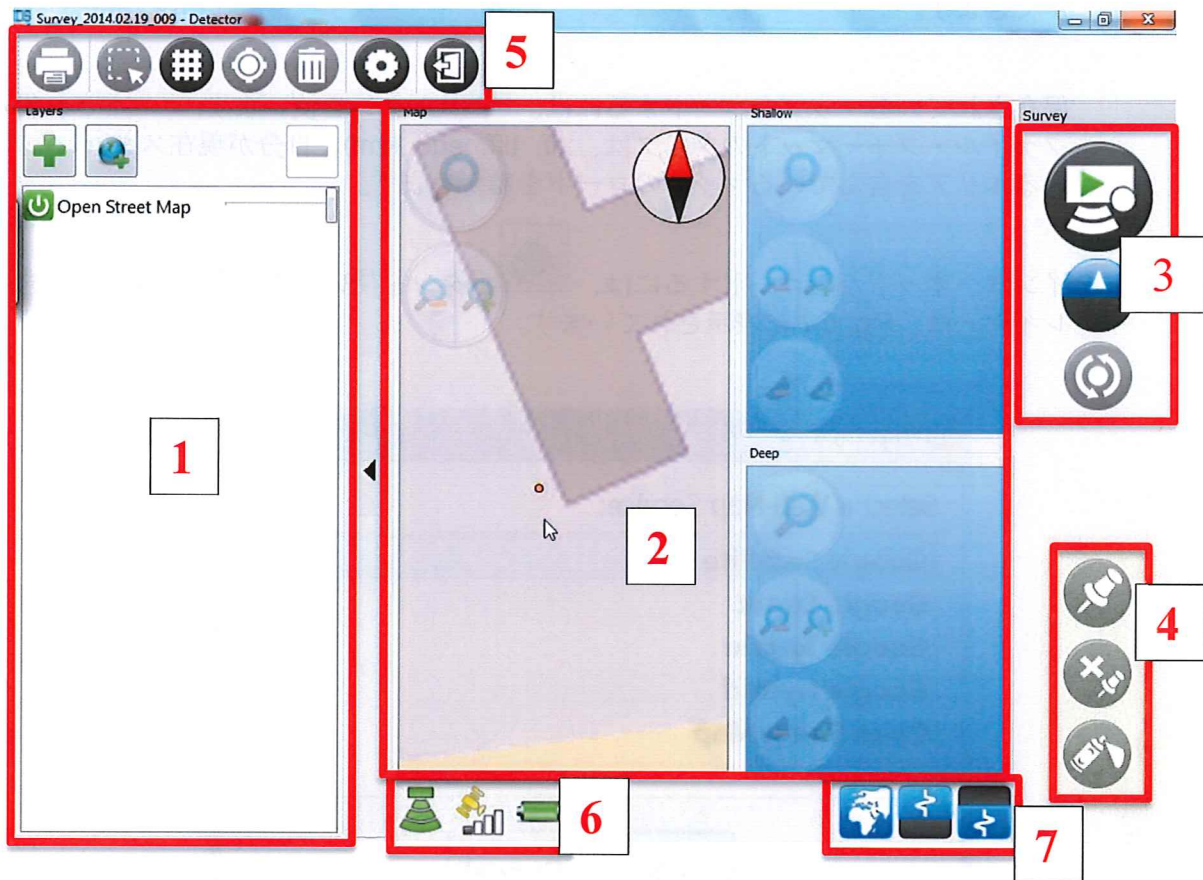 IDS Survey_2014.02.19_009 - Detector
5
Layers
Map
Shallow
Survey
Open Street Map
3
1
Deep
2
4
6
7